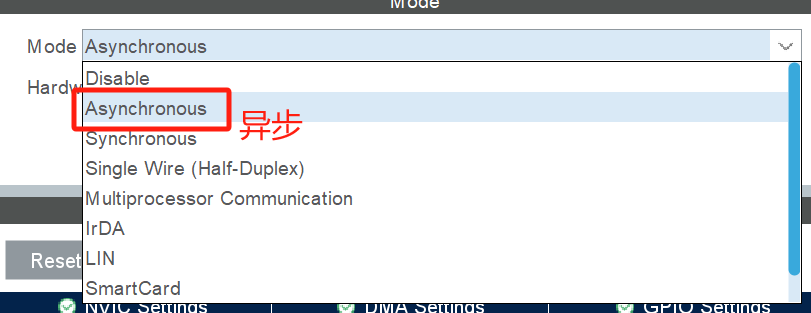 Mode
Mode Asynchronous
Disable
Hardw
Asynchronous 异步
Synchronous
Single Wire (Half-Duplex)
Multiprocessor Communication
IrDA
Reset
LIN
SmartCard
NVIC Settings DMA Settings GPIO Settings